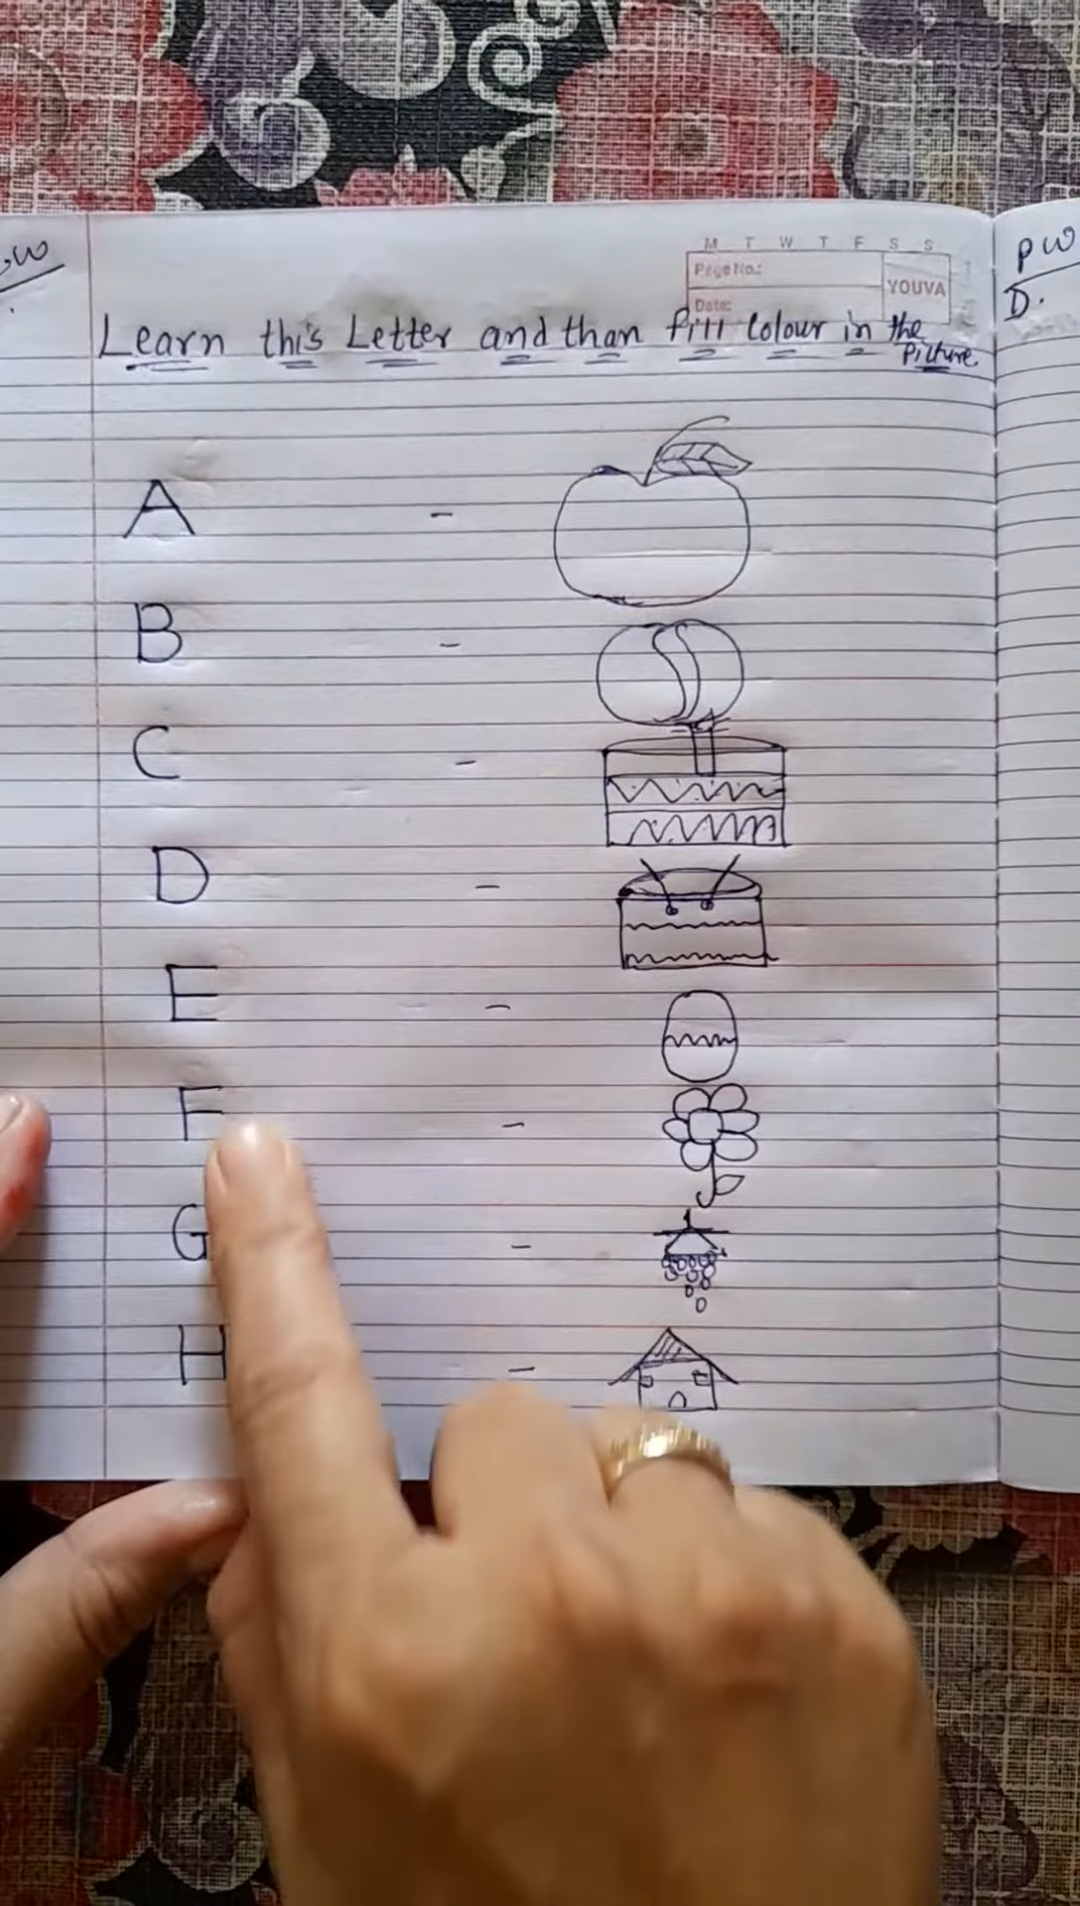 M T W T F S S
Page No.:
YOUVA
Date:
Learn this Letter and than fill Colour in the
Picture.
A -
B -
C -
D -
E -
F -
G -
H -
PW
D.